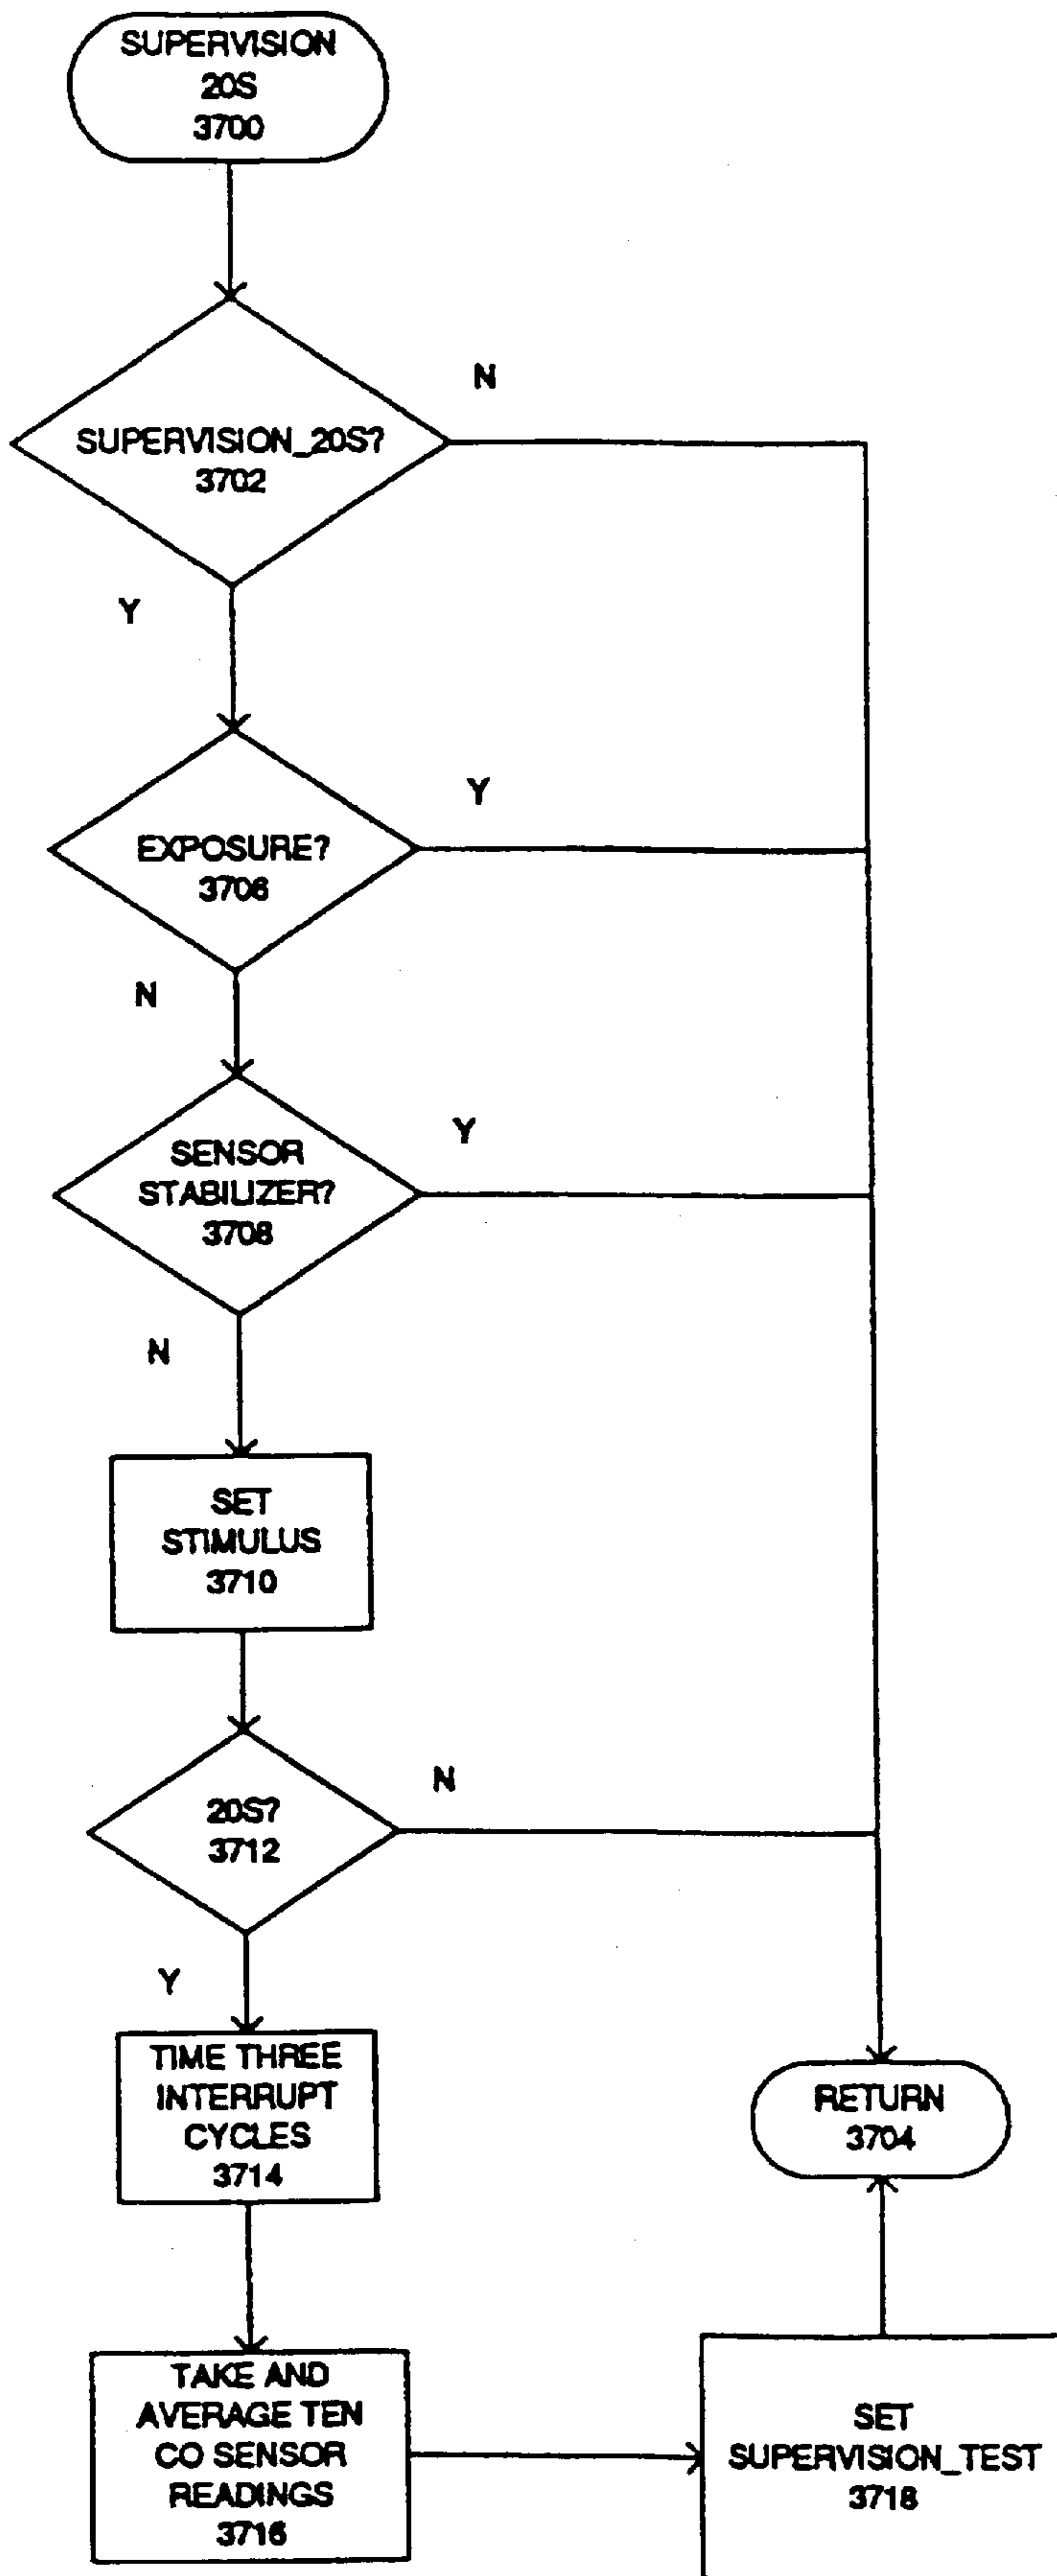 SUPERVISION
20S
3700
N
SUPERVISION_20S?
3702
Y
Y
EXPOSURE?
3706
N
Y
SENSOR
STABILIZER?
3708
N
SET
STIMULUS
3710
N
20S?
3712
Y
TIME THREE
INTERRUPT
CYCLES
3714
RETURN
3704
TAKE AND
AVERAGE TEN
CO SENSOR
READINGS
3716
SET
SUPERVISION_TEST
3718